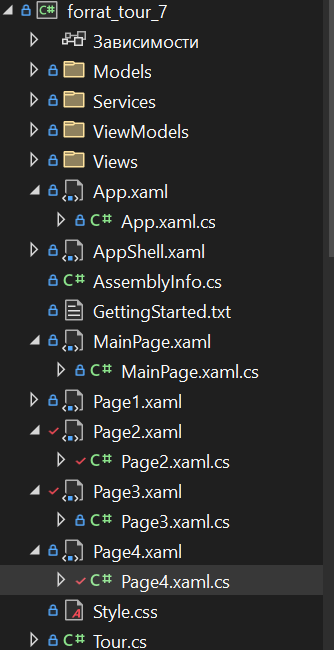 C# forrat_tour_7
Зависимости
Models
Services
ViewModels
Views
App.xaml
C# App.xaml.cs
AppShell.xaml
C# AssemblyInfo.cs
GettingStarted.txt
MainPage.xaml
C# MainPage.xaml.cs
Page1.xaml
Page2.xaml
C# Page2.xaml.cs
Page3.xaml
C# Page3.xaml.cs
Page4.xaml
C# Page4.xaml.cs
Style.css
C# Tour.cs